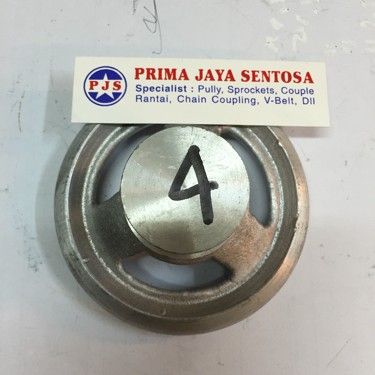 PJS
PRIMA JAYA SENTOSA
Specialist : Pully, Sprockets, Couple
Rantai, Chain Coupling, V-Belt, Dll
4